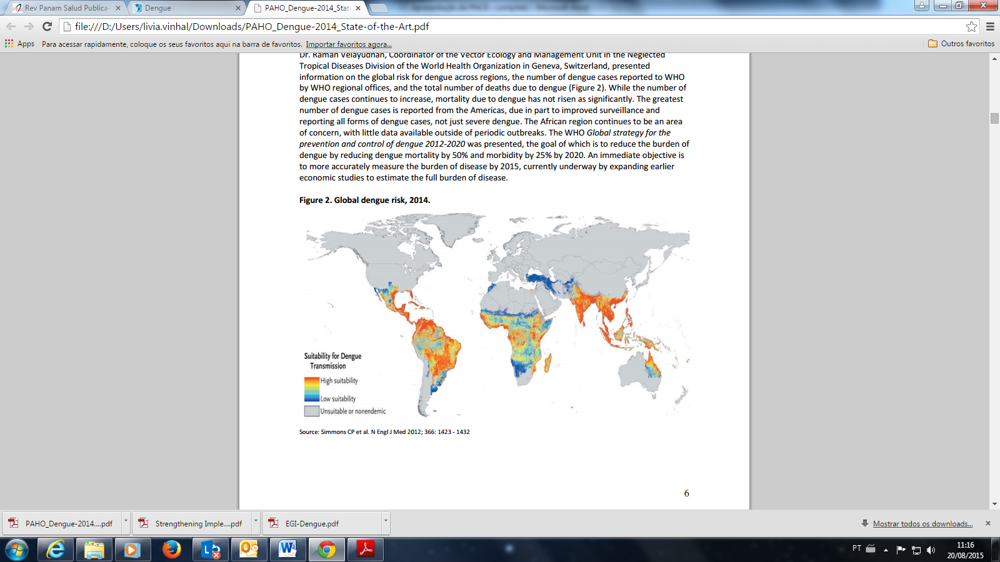 Rev Panam Salud Publica-
Dengue
PAHO_Dengue-2014_Stat
file:///D:/Users/livia.vinhal/Downloads/PAHO_Dengue-2014_State-of-the-Art.pdf
Apps Para acessar rapidamente, coloque os seus favoritos aqui na barra de favoritos. Importar favoritos agora... Outros favoritos
Dr. Raman Velayudhan, Coordinator of the Vector Ecology and Management Unit in the Neglected
Tropical Diseases Division of the World Health Organization in Geneva, Switzerland, presented
information on the global risk for dengue across regions, the number of dengue cases reported to WHO
by WHO regional offices, and the total number of deaths due to dengue (Figure 2). While the number of
dengue cases continues to increase, mortality due to dengue has not risen as significantly. The greatest
number of dengue cases is reported from the Americas, due in part to improved surveillance and
reporting all forms of dengue cases, not just severe dengue. The African region continues to be an area
of concern, with little data available outside of periodic outbreaks. The WHO Global strategy for the
prevention and control of dengue 2012-2020 was presented, the goal of which is to reduce the burden of
dengue by reducing dengue mortality by 50% and morbidity by 25% by 2020. An immediate objective is
to more accurately measure the burden of disease by 2015, currently underway by expanding earlier
economic studies to estimate the full burden of disease.
Figure 2. Global dengue risk, 2014.
Suitability for Dengue
Transmission
High suitability
Low suitability
Unsuitable or nonendemic
Source: Simmons CP et al. N Engl J Med 2012; 366: 1423 - 1432
6
PAHO_Dengue-2014....pdf
Strengthening Imple....pdf
EGI-Dengue.pdf
Mostrar todos os downloads...
PT
11:16
20/08/2015